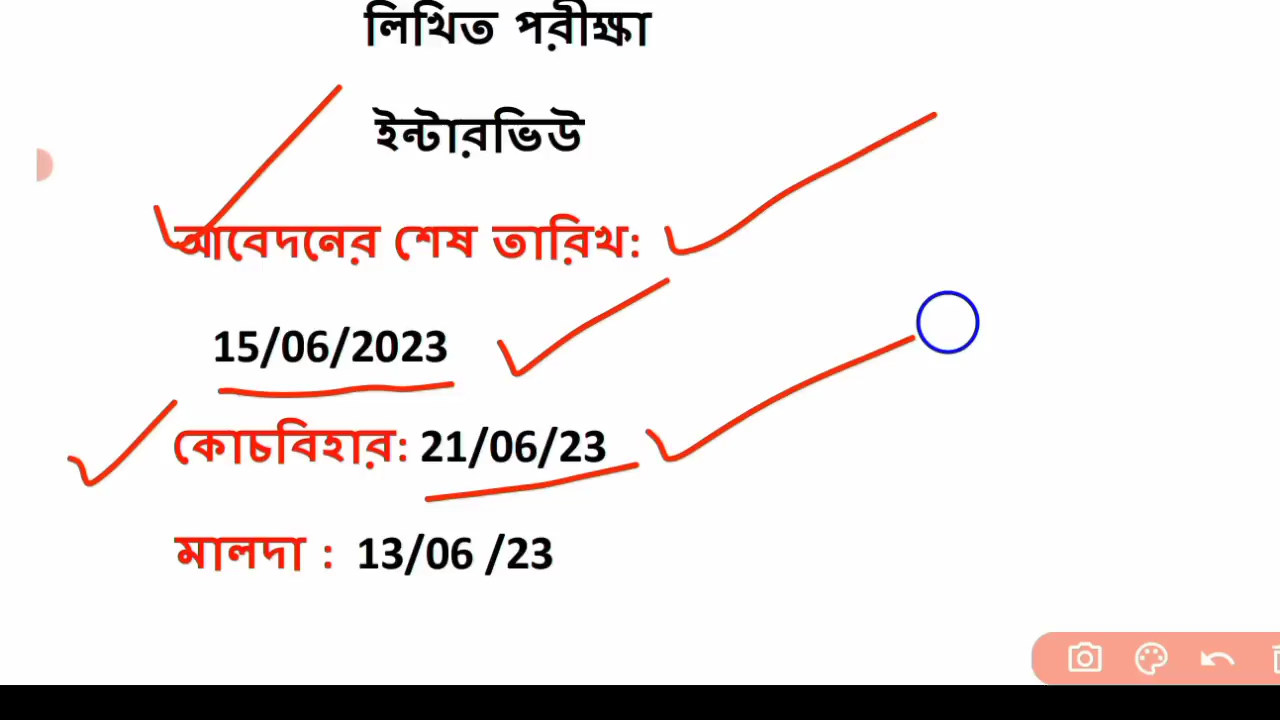 লিখিত পরীক্ষা
ইন্টারভিউ
আবেদনের শেষ তারিখ:
15/06/2023
কোচবিহার: 21/06/23
মালদা : 13/06 /23